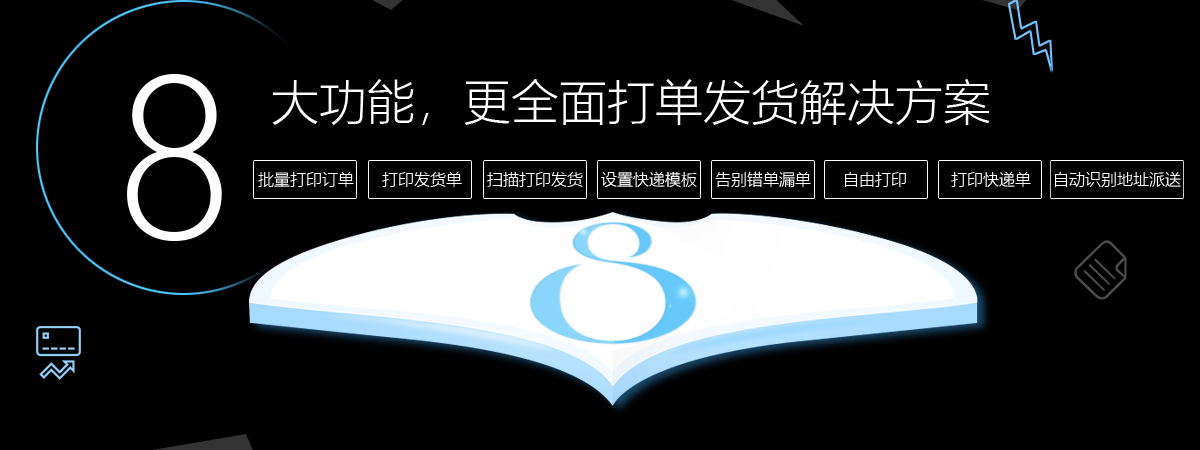 8
大功能，更全面打单发货解决方案
批量打印订单 打印发货单 扫描打印发货 设置快递模板 告别错单漏单 自由打印 打印快递单 自动识别地址派送
8